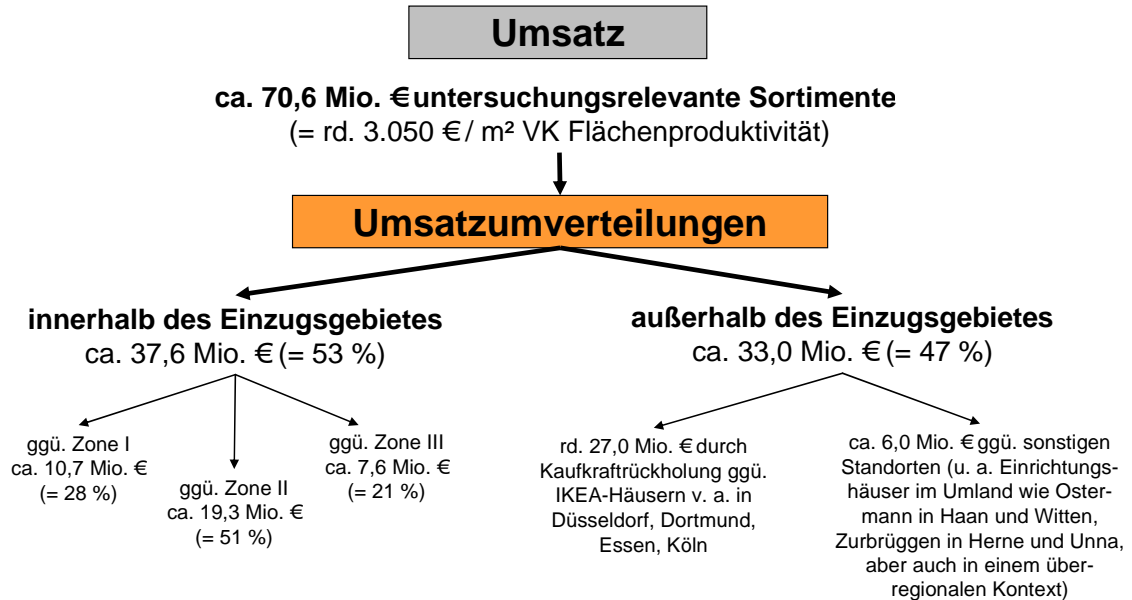 Umsatz
ca. 70,6 Mio. € untersuchungsrelevante Sortimente
(= rd. 3.050 € / m² VK Flächenproduktivität)
Umsatzumverteilungen
innerhalb des Einzugsgebietes
ca. 37,6 Mio. € (= 53 %)
außerhalb des Einzugsgebietes
ca. 33,0 Mio. € (= 47 %)
ggü. Zone I
ca. 10,7 Mio. €
(= 28 %)
ggü. Zone II
ca. 19,3 Mio. €
(= 51 %)
ggü. Zone III
ca. 7,6 Mio. €
(= 21 %)
rd. 27,0 Mio. € durch
Kaufkraftrückholung ggü.
IKEA-Häusern v. a. in
Düsseldorf, Dortmund,
Essen, Köln
ca. 6,0 Mio. € ggü. sonstigen
Standorten (u. a. Einrichtungs-
häuser im Umland wie Oster-
mann in Haan und Witten,
Zurbrüggen in Herne und Unna,
aber auch in einem über-
regionalen Kontext)